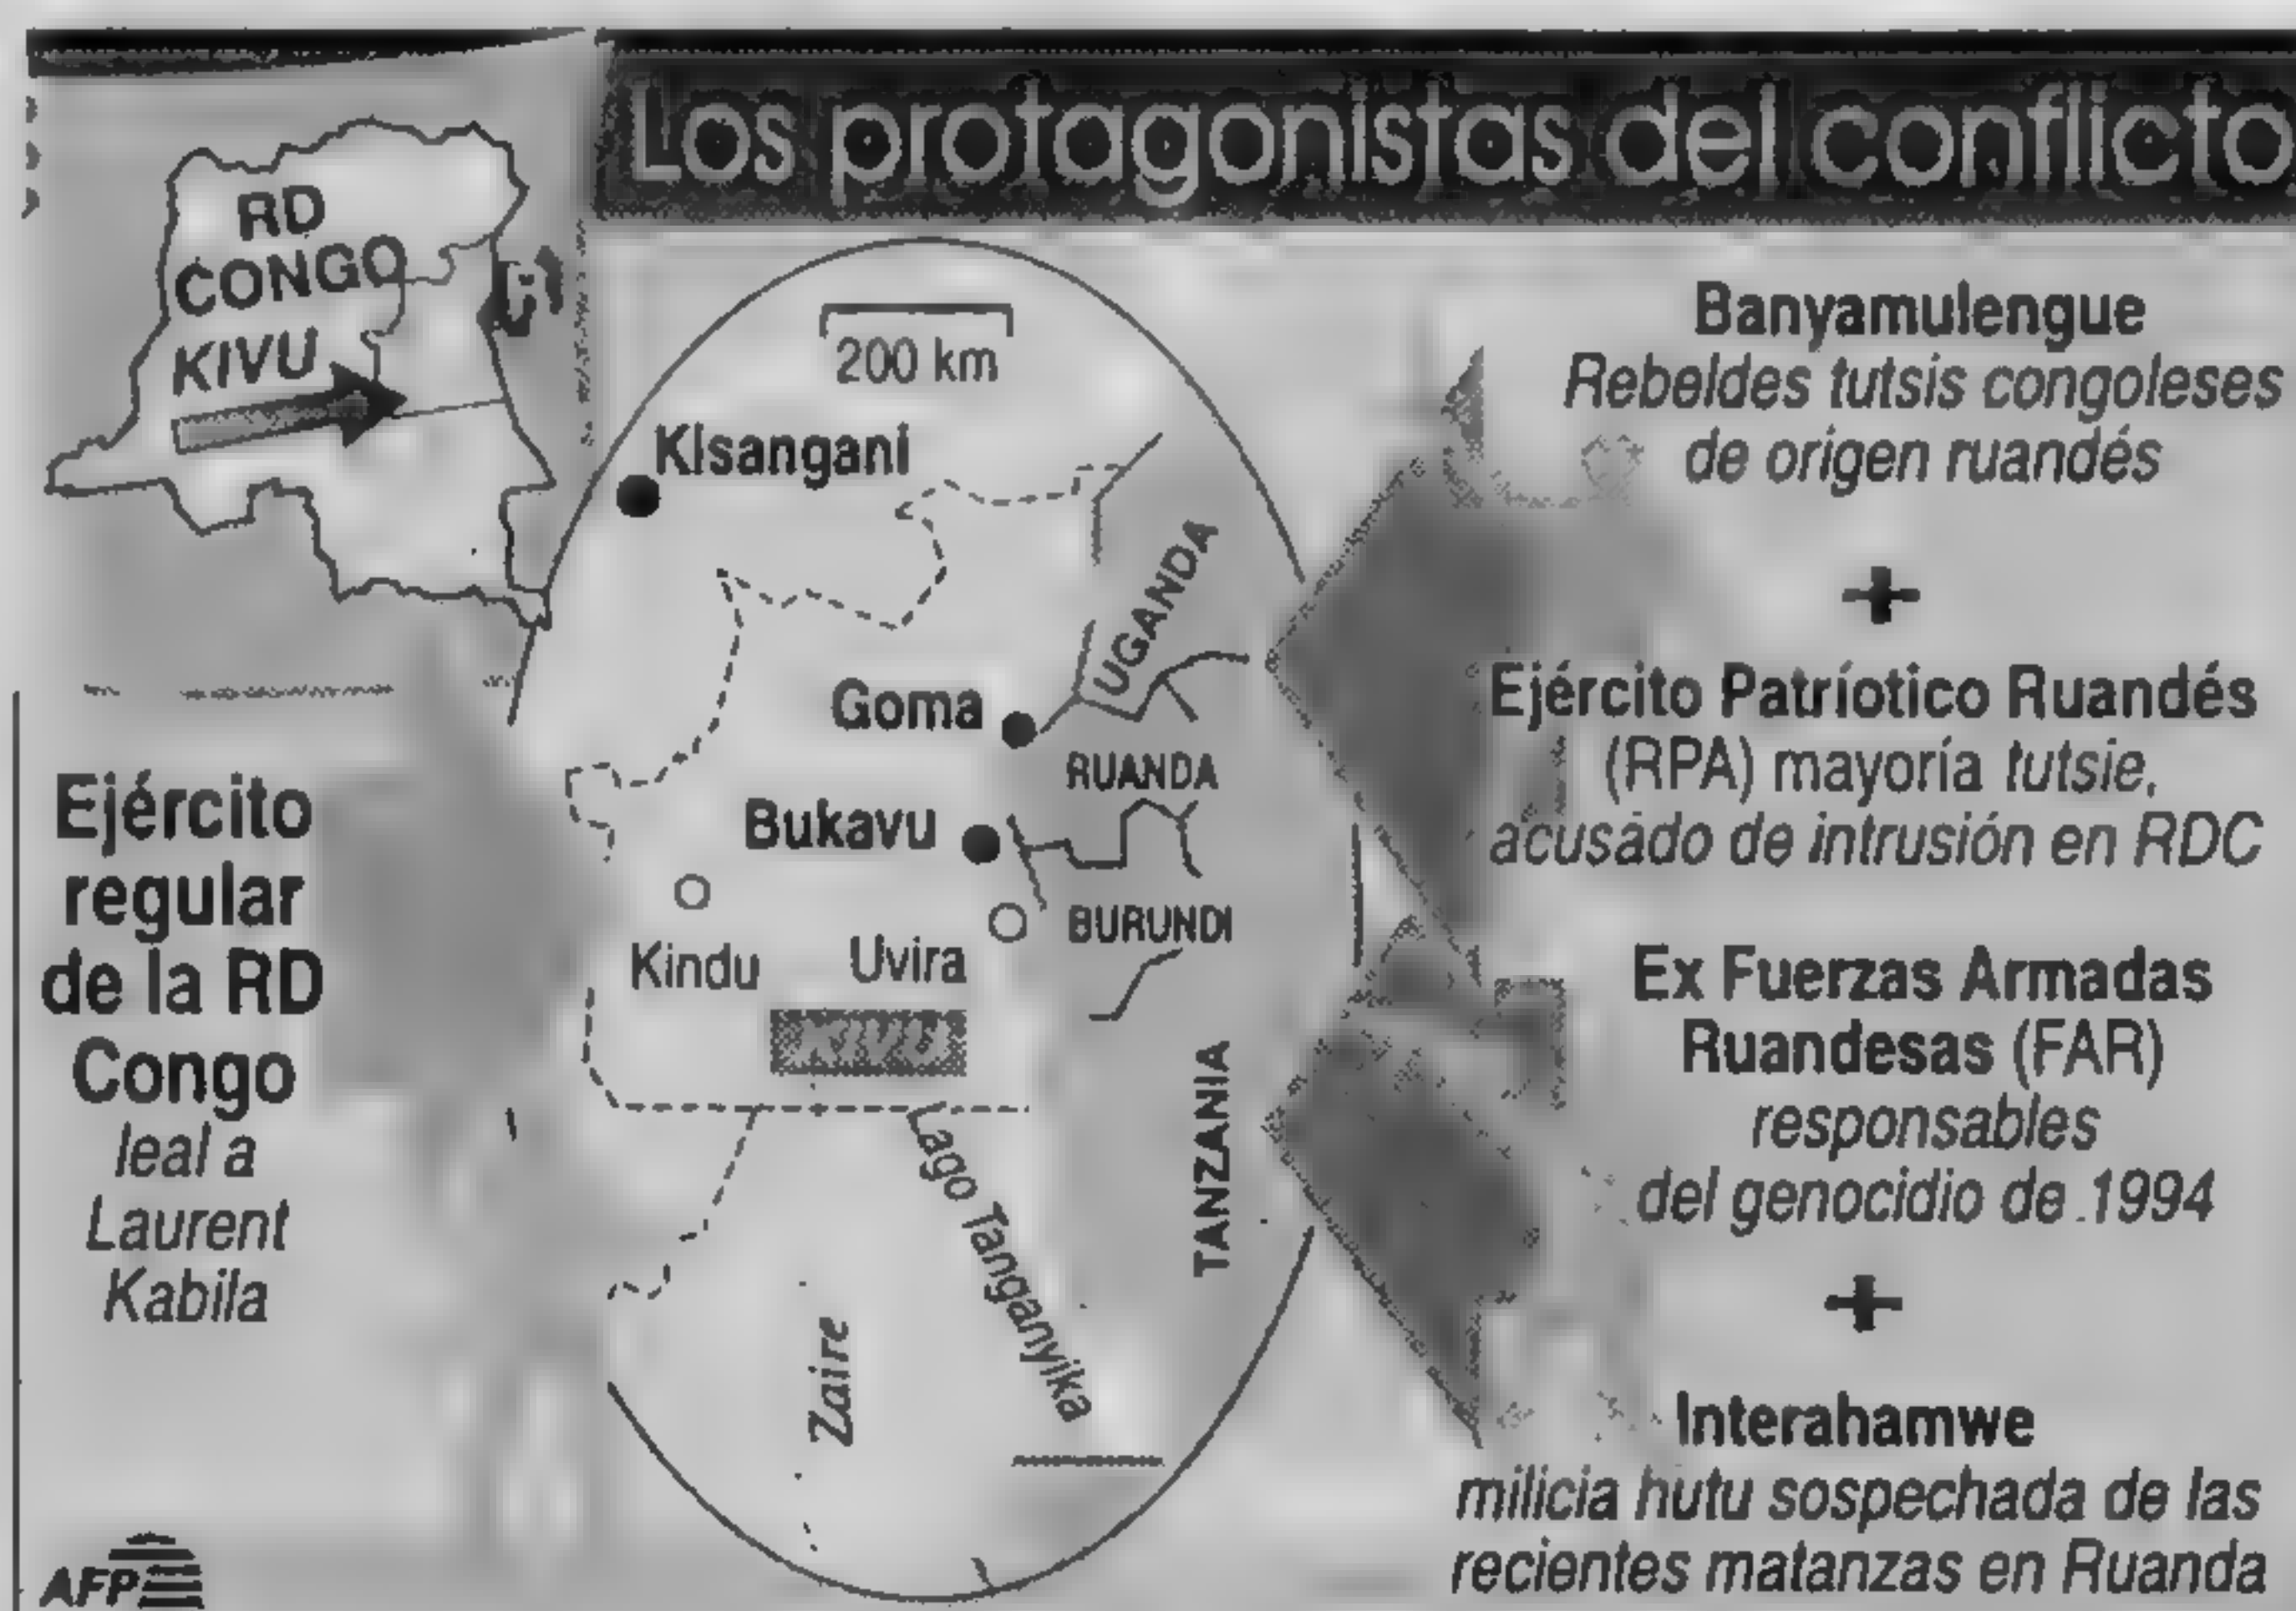 Los protagonistas del conflicto
RD
CONGO
KIVU
200 km
Kisangani
UGANDA
Goma
RUANDA
Bukavu
BURUNDI
Kindu
Uvira
KIVU
TANZANIA
Lago Tanganyika
Zaire
Ejército
regular
de la RD
Congo
leal a
Laurent
Kabila
Banyamulengue
Rebeldes tutsis congoleses
de origen ruandés
+
Ejército Patríotico Ruandés
(RPA) mayoría tutsie,
acusado de intrusión en RDC
Ex Fuerzas Armadas
Ruandesas (FAR)
responsables
del genocidio de 1994
+
Interahamwe
milicia hutu sospechada de las
recientes matanzas en Ruanda
AFP